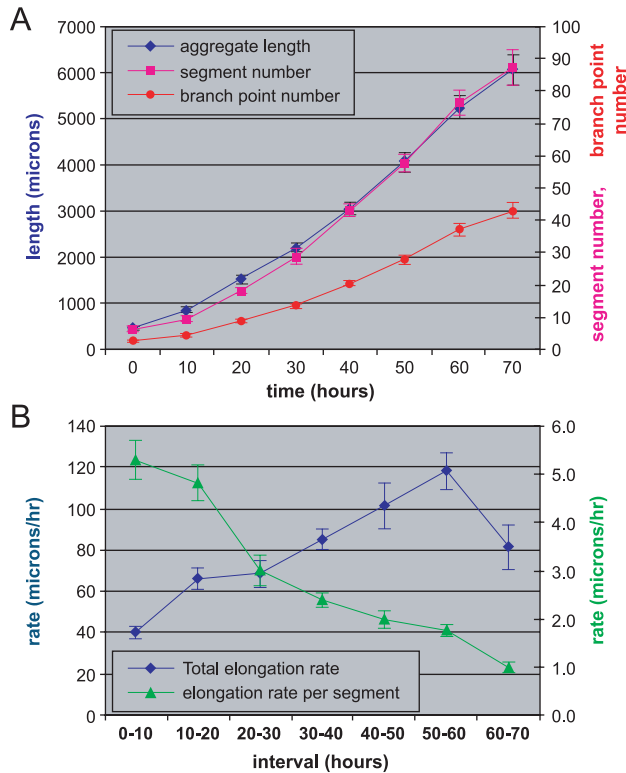 A
7000
6000
5000
4000
3000
2000
1000
0
length (microns)
aggregate length
segment number
branch point number
100
90
80
70
60
50
40
30
20
10
0
segment number, branch point
number
0 10 20 30 40 50 60 70
time (hours)
B
140
120
100
80
60
40
20
0
rate (microns/hr)
Total elongation rate
elongation rate per segment
6.0
5.0
4.0
3.0
2.0
1.0
0.0
rate (microns/hr)
0-10 10-20 20-30 30-40 40-50 50-60 60-70
interval (hours)